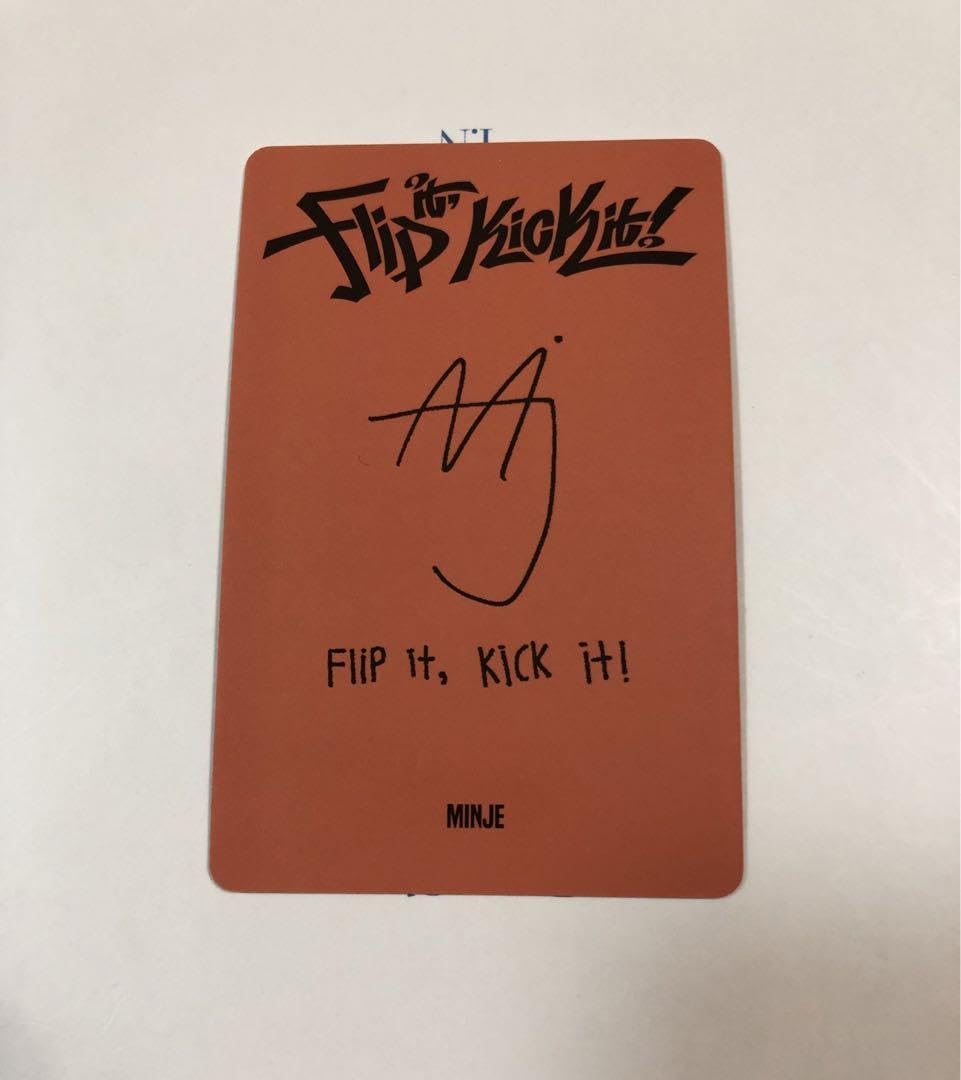 Flip it, Kick it!
MJ
FLiP it, KiCK it!
MINJE